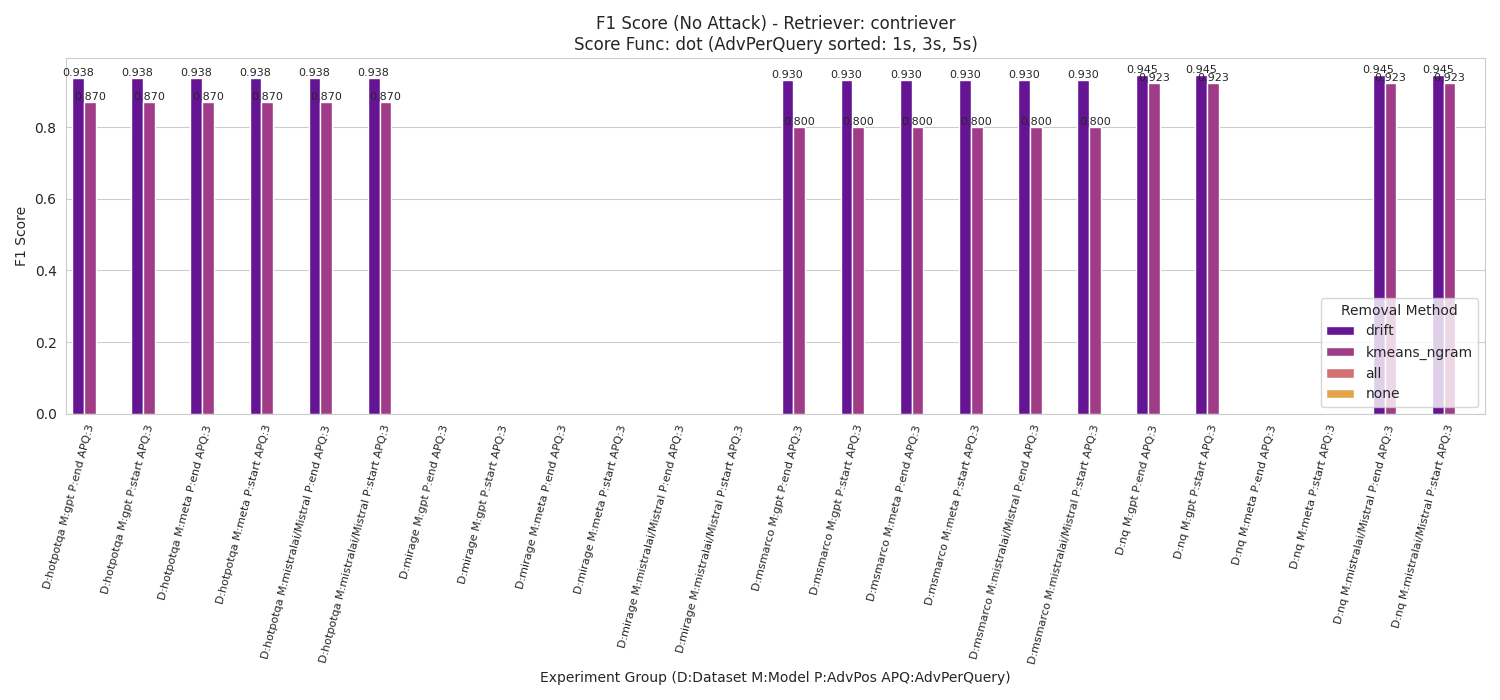 F1 Score (No Attack) - Retriever: contriever
Score Func: dot (AdvPerQuery sorted: 1s, 3s, 5s)
F1 Score
0.8
0.6
0.4
0.2
0.0
0.938
0.870
0.938
0.870
0.938
0.870
0.938
0.870
0.938
0.870
0.938
0.870
0.930
0.800
0.930
0.800
0.930
0.800
0.930
0.800
0.930
0.800
0.930
0.800
0.945
0.923
0.945
0.923
0.945
0.923
0.945
0.923
Removal Method
drift
kmeans_ngram
all
none
D:hotpotqa M:gpt P:end APQ:3
D:hotpotqa M:gpt P:start APQ:3
D:hotpotqa M:meta P:end APQ:3
D:hotpotqa M:meta P:start APQ:3
D:hotpotqa M:mistralai/Mistral P:end APQ:3
D:hotpotqa M:mistralai/Mistral P:start APQ:3
D:mirage M:gpt P:end APQ:3
D:mirage M:gpt P:start APQ:3
D:mirage M:meta P:end APQ:3
D:mirage M:meta P:start APQ:3
D:mirage M:mistralai/Mistral P:end APQ:3
D:mirage M:mistralai/Mistral P:start APQ:3
D:msmarco M:gpt P:end APQ:3
D:msmarco M:gpt P:start APQ:3
D:msmarco M:meta P:end APQ:3
D:msmarco M:meta P:start APQ:3
D:msmarco M:mistralai/Mistral P:end APQ:3
D:msmarco M:mistralai/Mistral P:start APQ:3
D:nq M:gpt P:end APQ:3
D:nq M:gpt P:start APQ:3
D:nq M:meta P:end APQ:3
D:nq M:meta P:start APQ:3
D:nq M:mistralai/Mistral P:end APQ:3
D:nq M:mistralai/Mistral P:start APQ:3
Experiment Group (D:Dataset M:Model P:AdvPos APQ:AdvPerQuery)